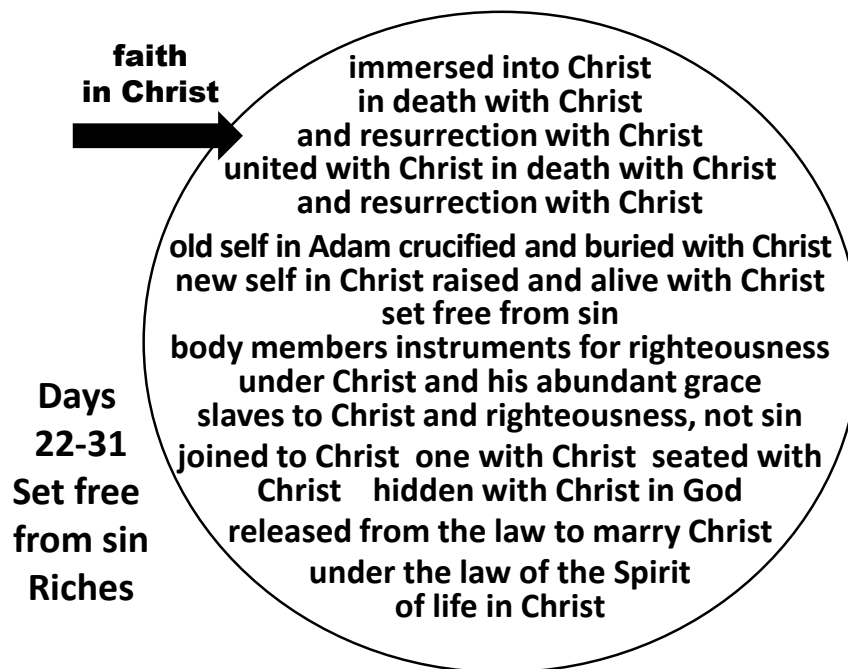 faith
in Christ
immersed into Christ
in death with Christ
and resurrection with Christ
united with Christ in death with Christ
and resurrection with Christ
old self in Adam crucified and buried with Christ
new self in Christ raised and alive with Christ
set free from sin
body members instruments for righteousness
under Christ and his abundant grace
slaves to Christ and righteousness, not sin
joined to Christ one with Christ seated with
Christ hidden with Christ in God
released from the law to marry Christ
under the law of the Spirit
of life in Christ
Days
22-31
Set free
from sin
Riches